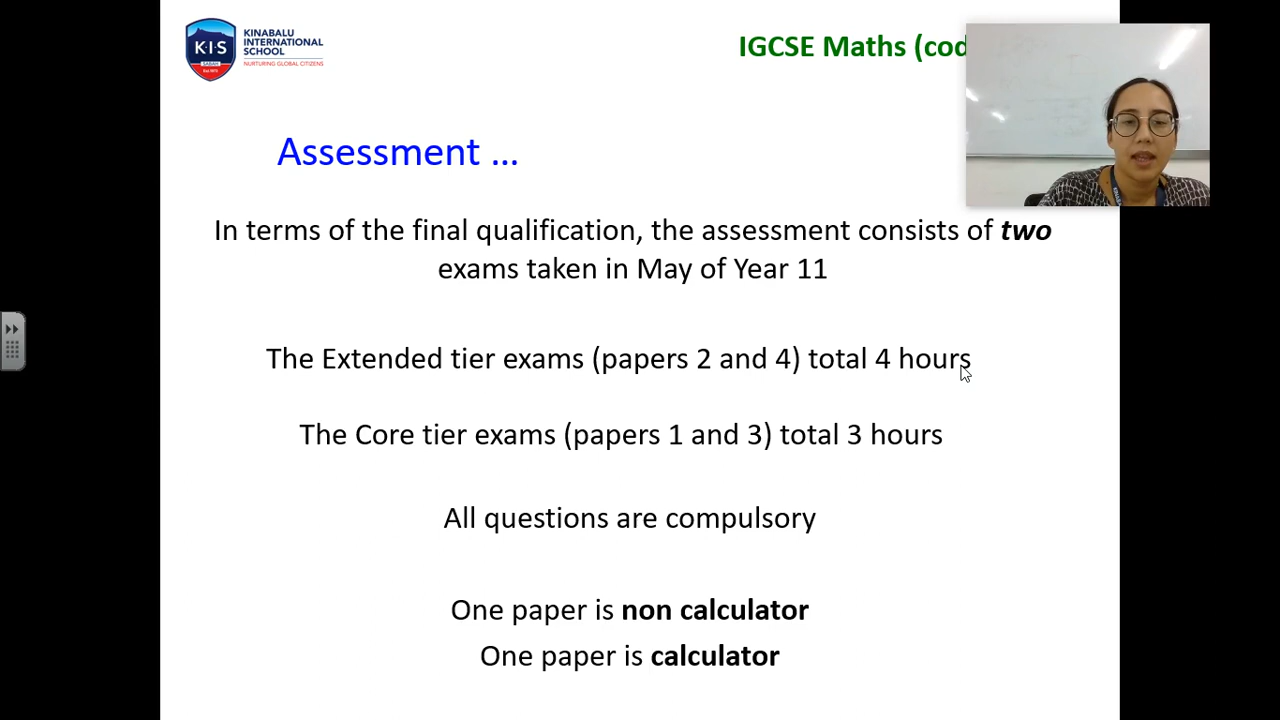 K·I·S
SABAH
Est 1973
KINABALU
INTERNATIONAL
SCHOOL
NURTURING GLOBAL CITIZENS
IGCSE Maths (cod
Assessment ...
In terms of the final qualification, the assessment consists of two
exams taken in May of Year 11
The Extended tier exams (papers 2 and 4) total 4 hours
The Core tier exams (papers 1 and 3) total 3 hours
All questions are compulsory
One paper is non calculator
One paper is calculator